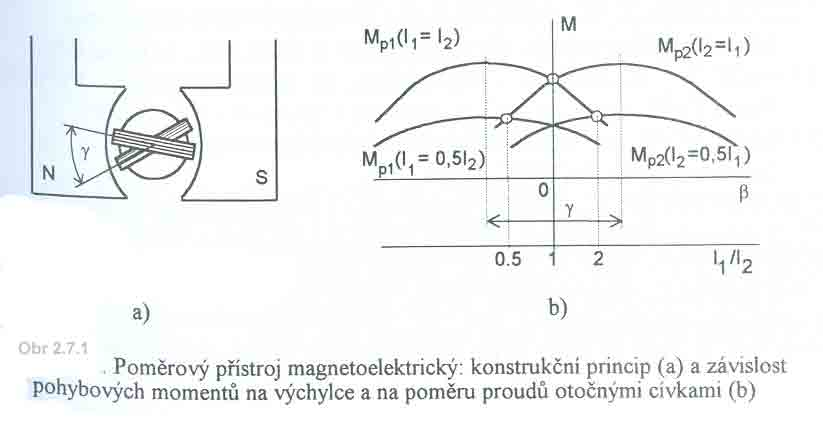 M
Mp1(I1= I2)
Mp2(I2=I1)
γ
N
S
Mp1(I1 = 0,5I2)
Mp2(I2=0,5I1)
0
β
γ
0.5 1 2 I1/I2
a)
b)
Obr 2.7.1
. Poměrový přístroj magnetoelektrický: konstrukční princip (a) a závislost
pohybových momentů na výchylce a na poměru proudů otočnými cívkami (b)